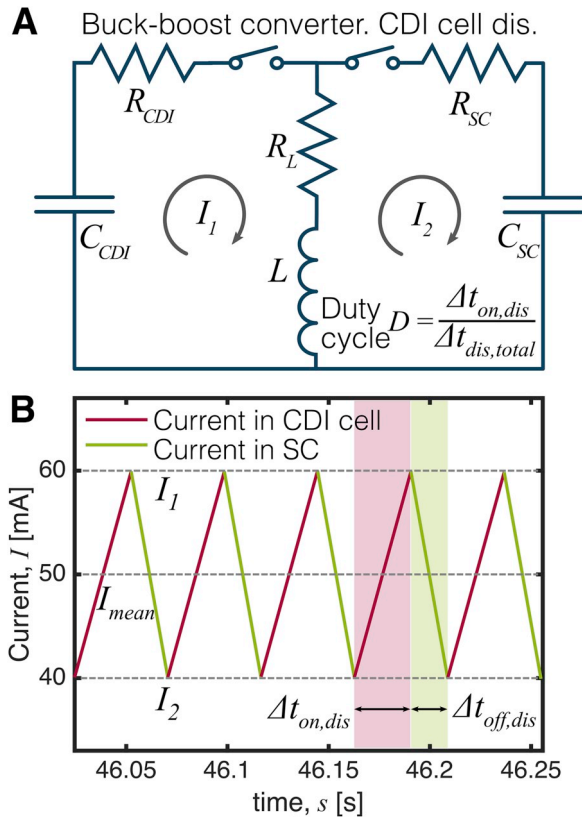 A
Buck-boost converter. CDI cell dis.
R_CDI
R_SC
R_L
I_1
I_2
C_CDI
C_SC
L
Duty cycle D = Δt_on,dis / Δt_dis,total
B
Current in CDI cell
Current in SC
60
50
40
Current, I [mA]
I_1
I_mean
I_2
Δt_on,dis
Δt_off,dis
46.05
46.1
46.15
46.2
46.25
time, s [s]